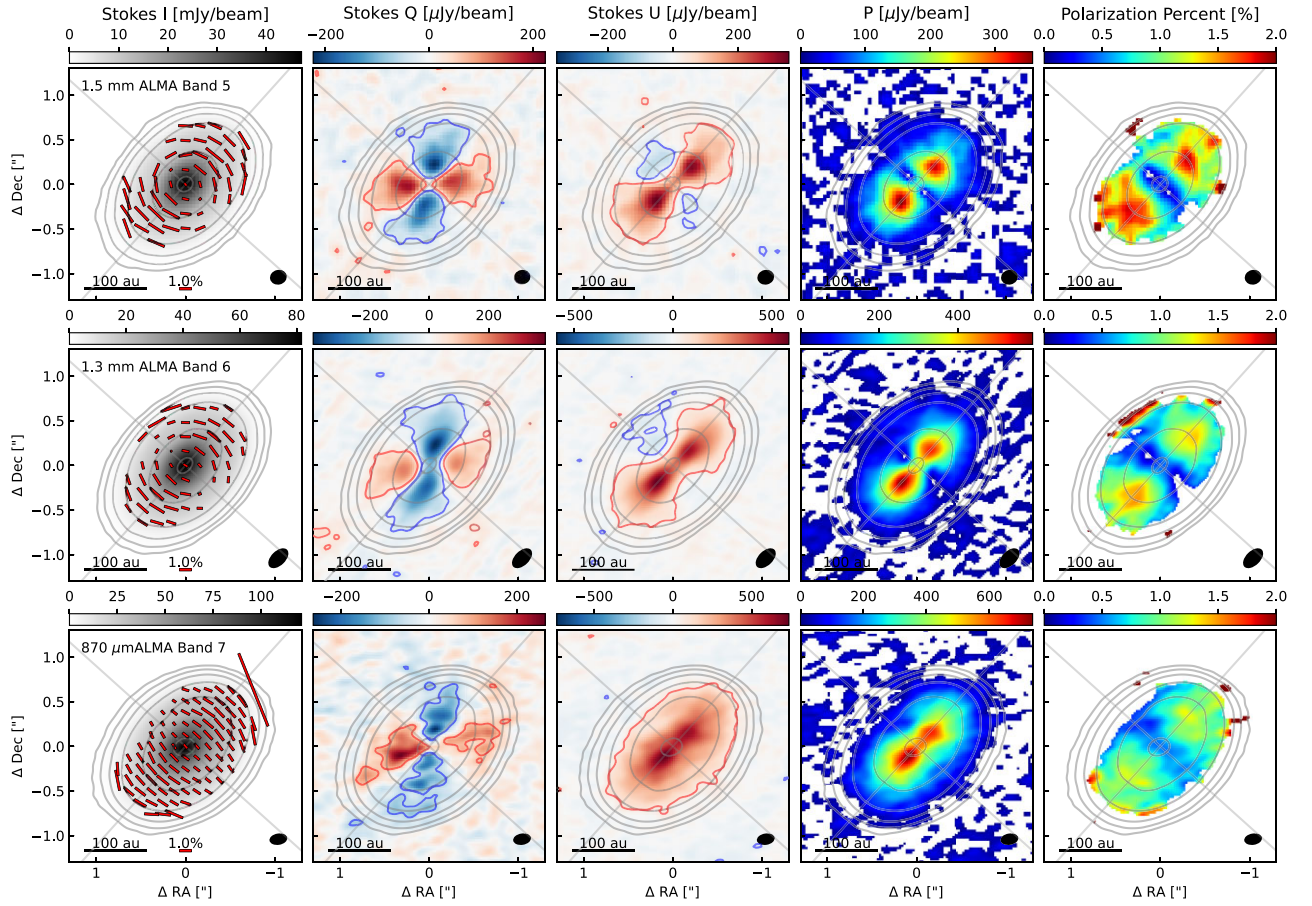 Stokes I [mJy/beam] Stokes Q [μJy/beam] Stokes U [μJy/beam] P [μJy/beam] Polarization Percent [%]
0 20 40 −200 0 200 −200 0 200 0 100 200 300 0.0 0.5 1.0 1.5 2.0
1.5 mm ALMA Band 5
1.0
0.5
0.0
−0.5
−1.0
Δ Dec ["]
100 au 1.0% 100 au 100 au 100 au 100 au
0 20 40 60 80 −200 0 200 −500 0 500 0 200 400 0.0 0.5 1.0 1.5 2.0
1.3 mm ALMA Band 6
1.0
0.5
0.0
−0.5
−1.0
Δ Dec ["]
100 au 1.0% 100 au 100 au 100 au 100 au
0 25 50 75 100 −200 0 200 −500 0 500 0 200 400 600 0.0 0.5 1.0 1.5 2.0
870 μmALMA Band 7
1.0
0.5
0.0
−0.5
−1.0
Δ Dec ["]
100 au 1.0% 100 au 100 au 100 au 100 au
1 0 −1 1 0 −1 1 0 −1 1 0 −1 1 0 −1
Δ RA ["] Δ RA ["] Δ RA ["] Δ RA ["] Δ RA ["]